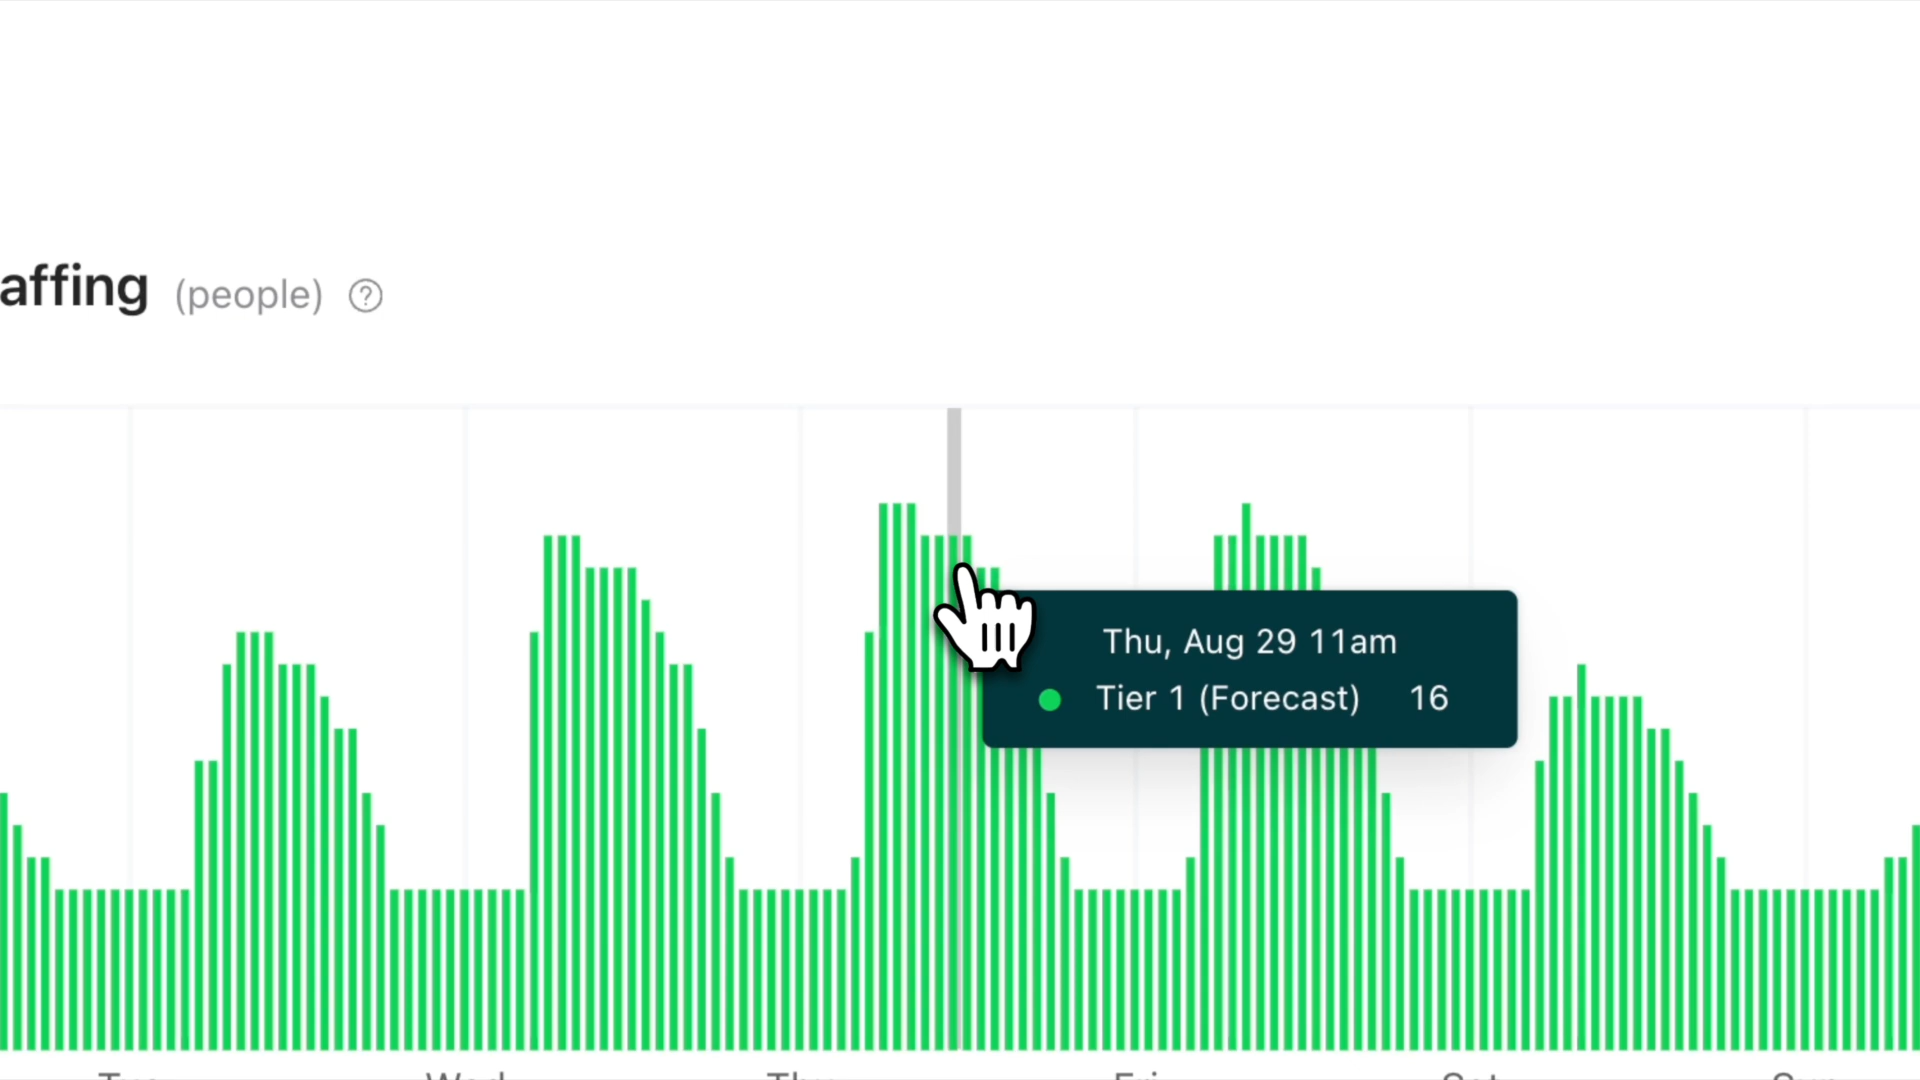 affing (people) ?
Thu, Aug 29 11am
Tier 1 (Forecast) 16
Tue Wed Thu Fri Sat Sun